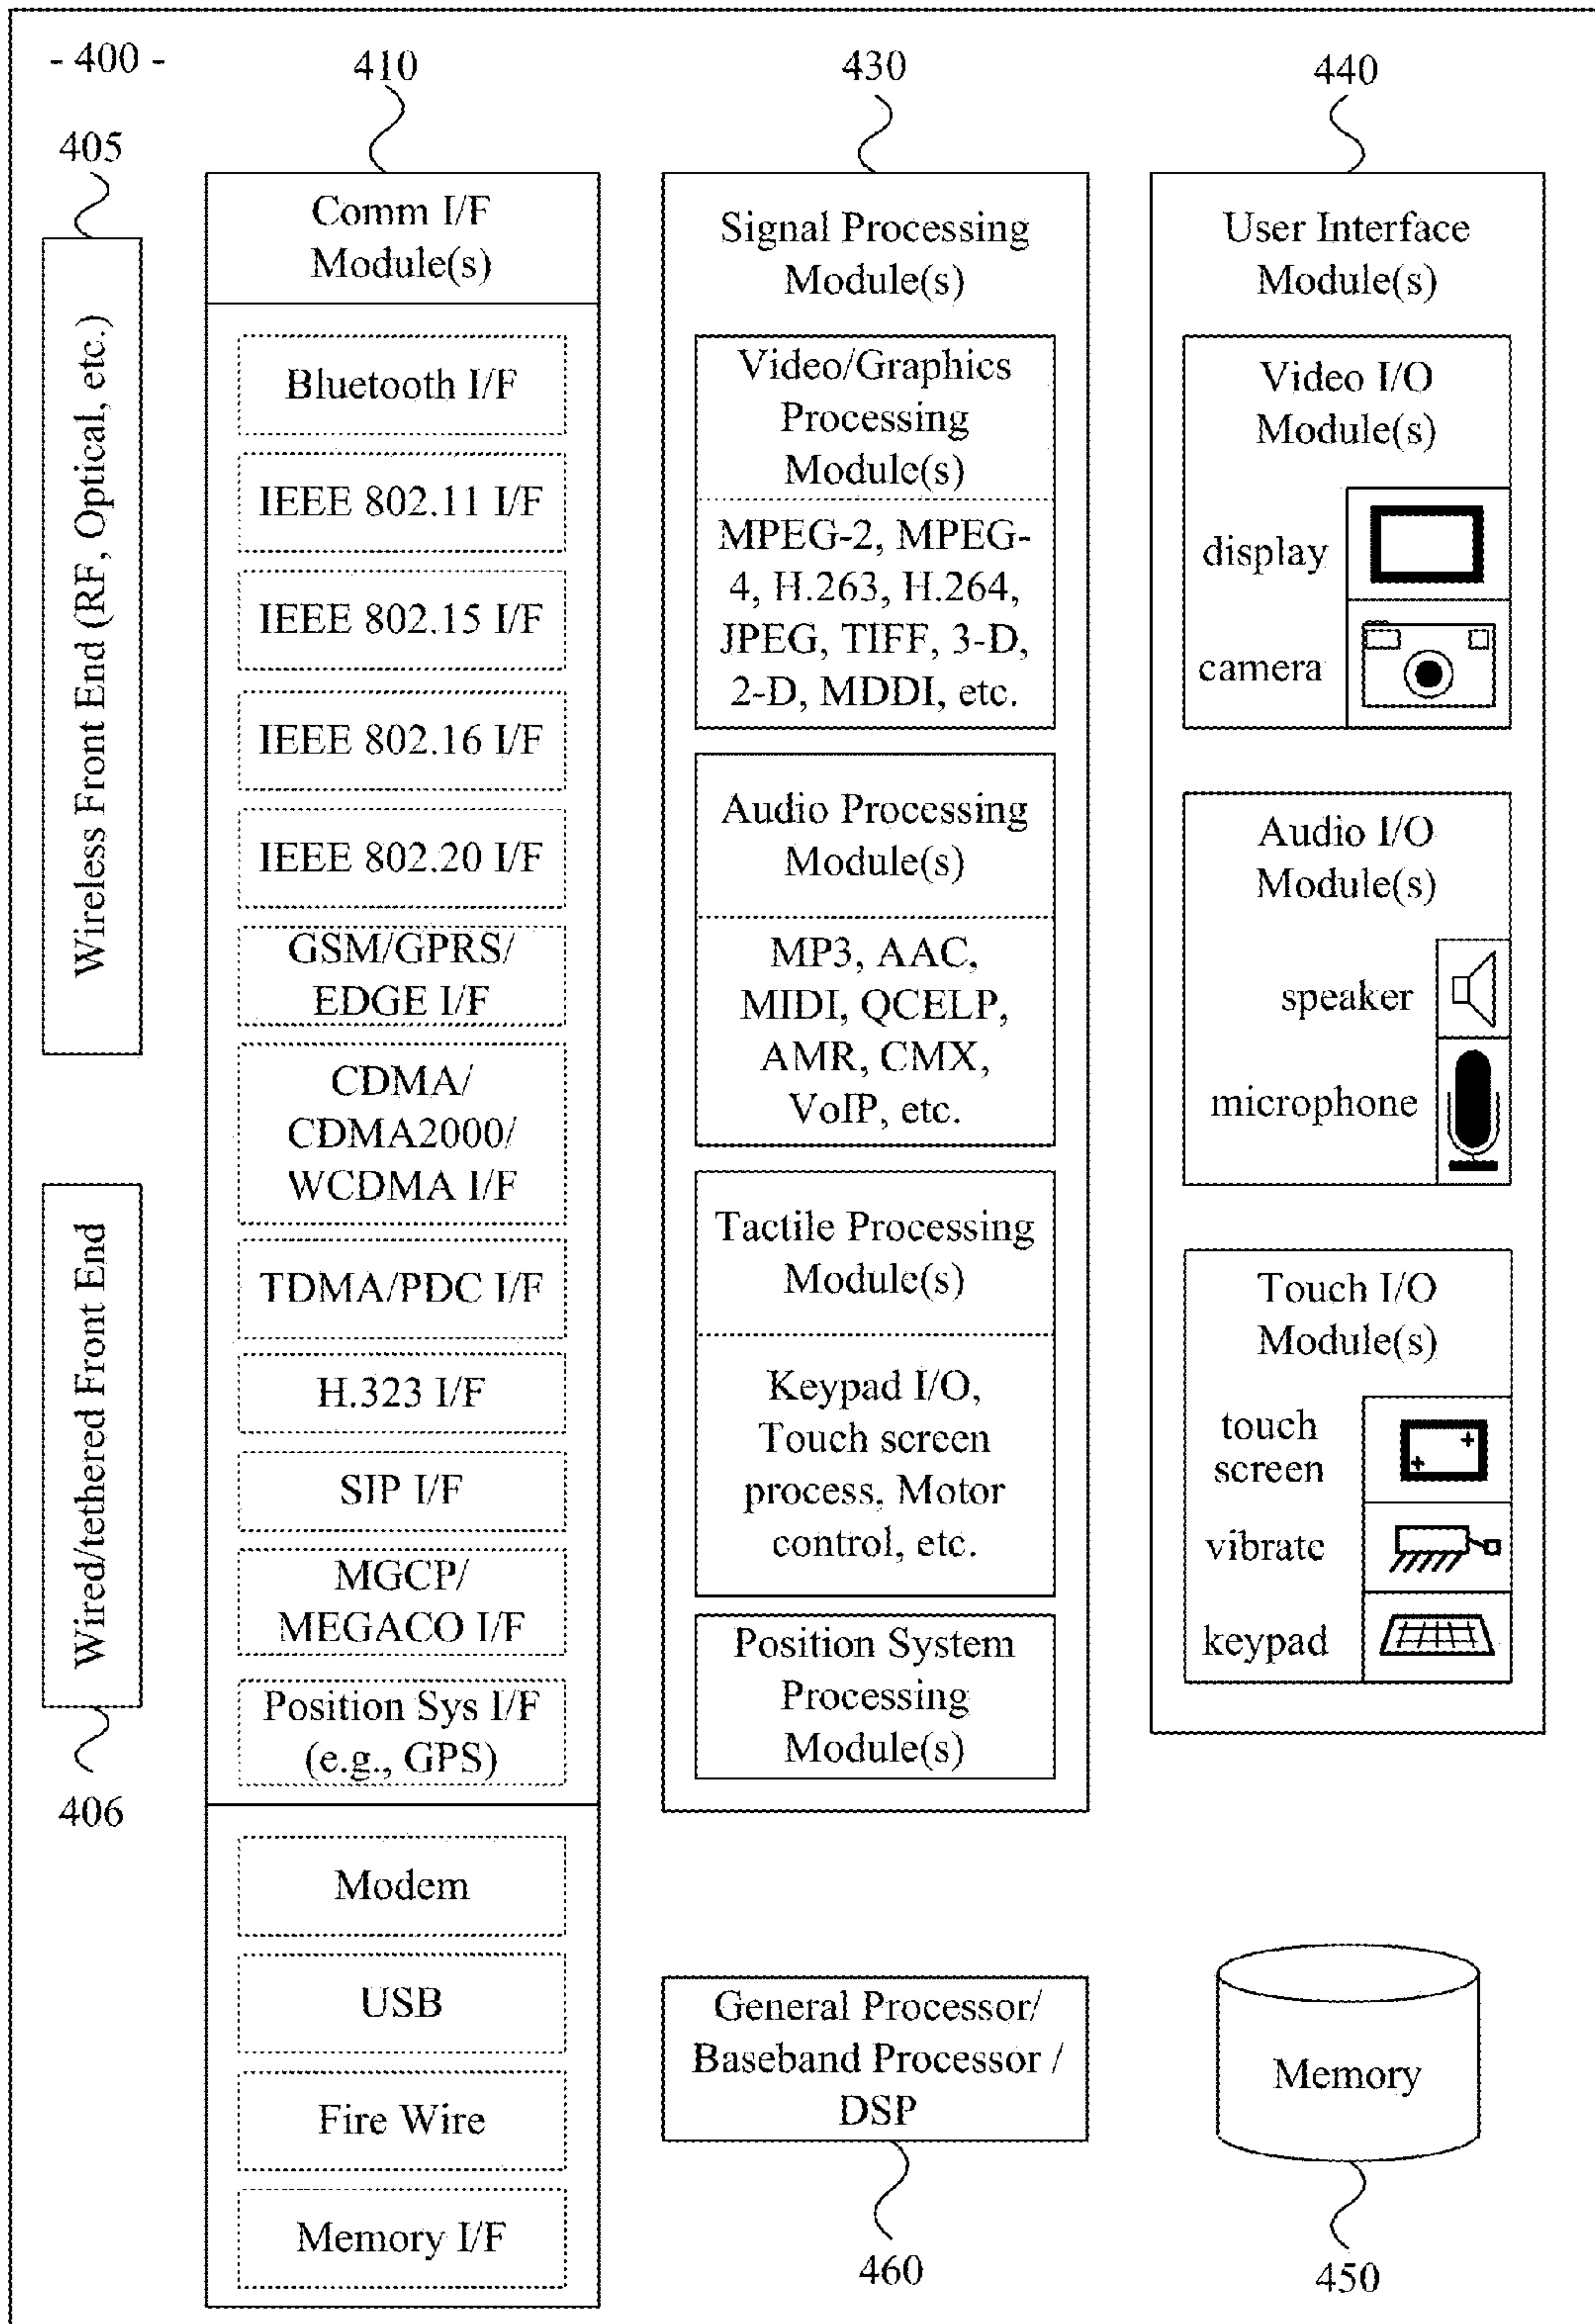 - 400 -
405
Wireless Front End (RF, Optical, etc.)
Wired/tethered Front End
406
410
Comm I/F
Module(s)
Bluetooth I/F
IEEE 802.11 I/F
IEEE 802.15 I/F
IEEE 802.16 I/F
IEEE 802.20 I/F
GSM/GPRS/
EDGE I/F
CDMA/
CDMA2000/
WCDMA I/F
TDMA/PDC I/F
H.323 I/F
SIP I/F
MGCP/
MEGACO I/F
Position Sys I/F
(e.g., GPS)
Modem
USB
Fire Wire
Memory I/F
430
Signal Processing
Module(s)
Video/Graphics
Processing
Module(s)
MPEG-2, MPEG-
4, H.263, H.264,
JPEG, TIFF, 3-D,
2-D, MDDI, etc.
Audio Processing
Module(s)
MP3, AAC,
MIDI, QCELP,
AMR, CMX,
VoIP, etc.
Tactile Processing
Module(s)
Keypad I/O,
Touch screen
process, Motor
control, etc.
Position System
Processing
Module(s)
General Processor/
Baseband Processor /
DSP
460
440
User Interface
Module(s)
Video I/O
Module(s)
display
camera
Audio I/O
Module(s)
speaker
microphone
Touch I/O
Module(s)
touch
screen
vibrate
keypad
Memory
450